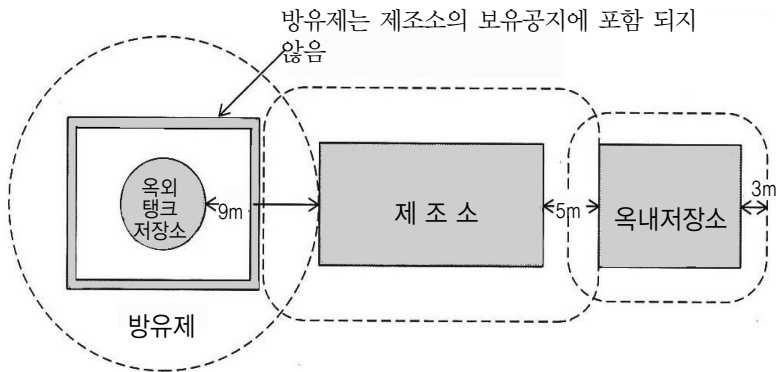 방유제는 제조소의 보유공지에 포함 되지
않음
옥외
탱크
저장소
9m
제 조 소
5m
옥내저장소
3m
방유제